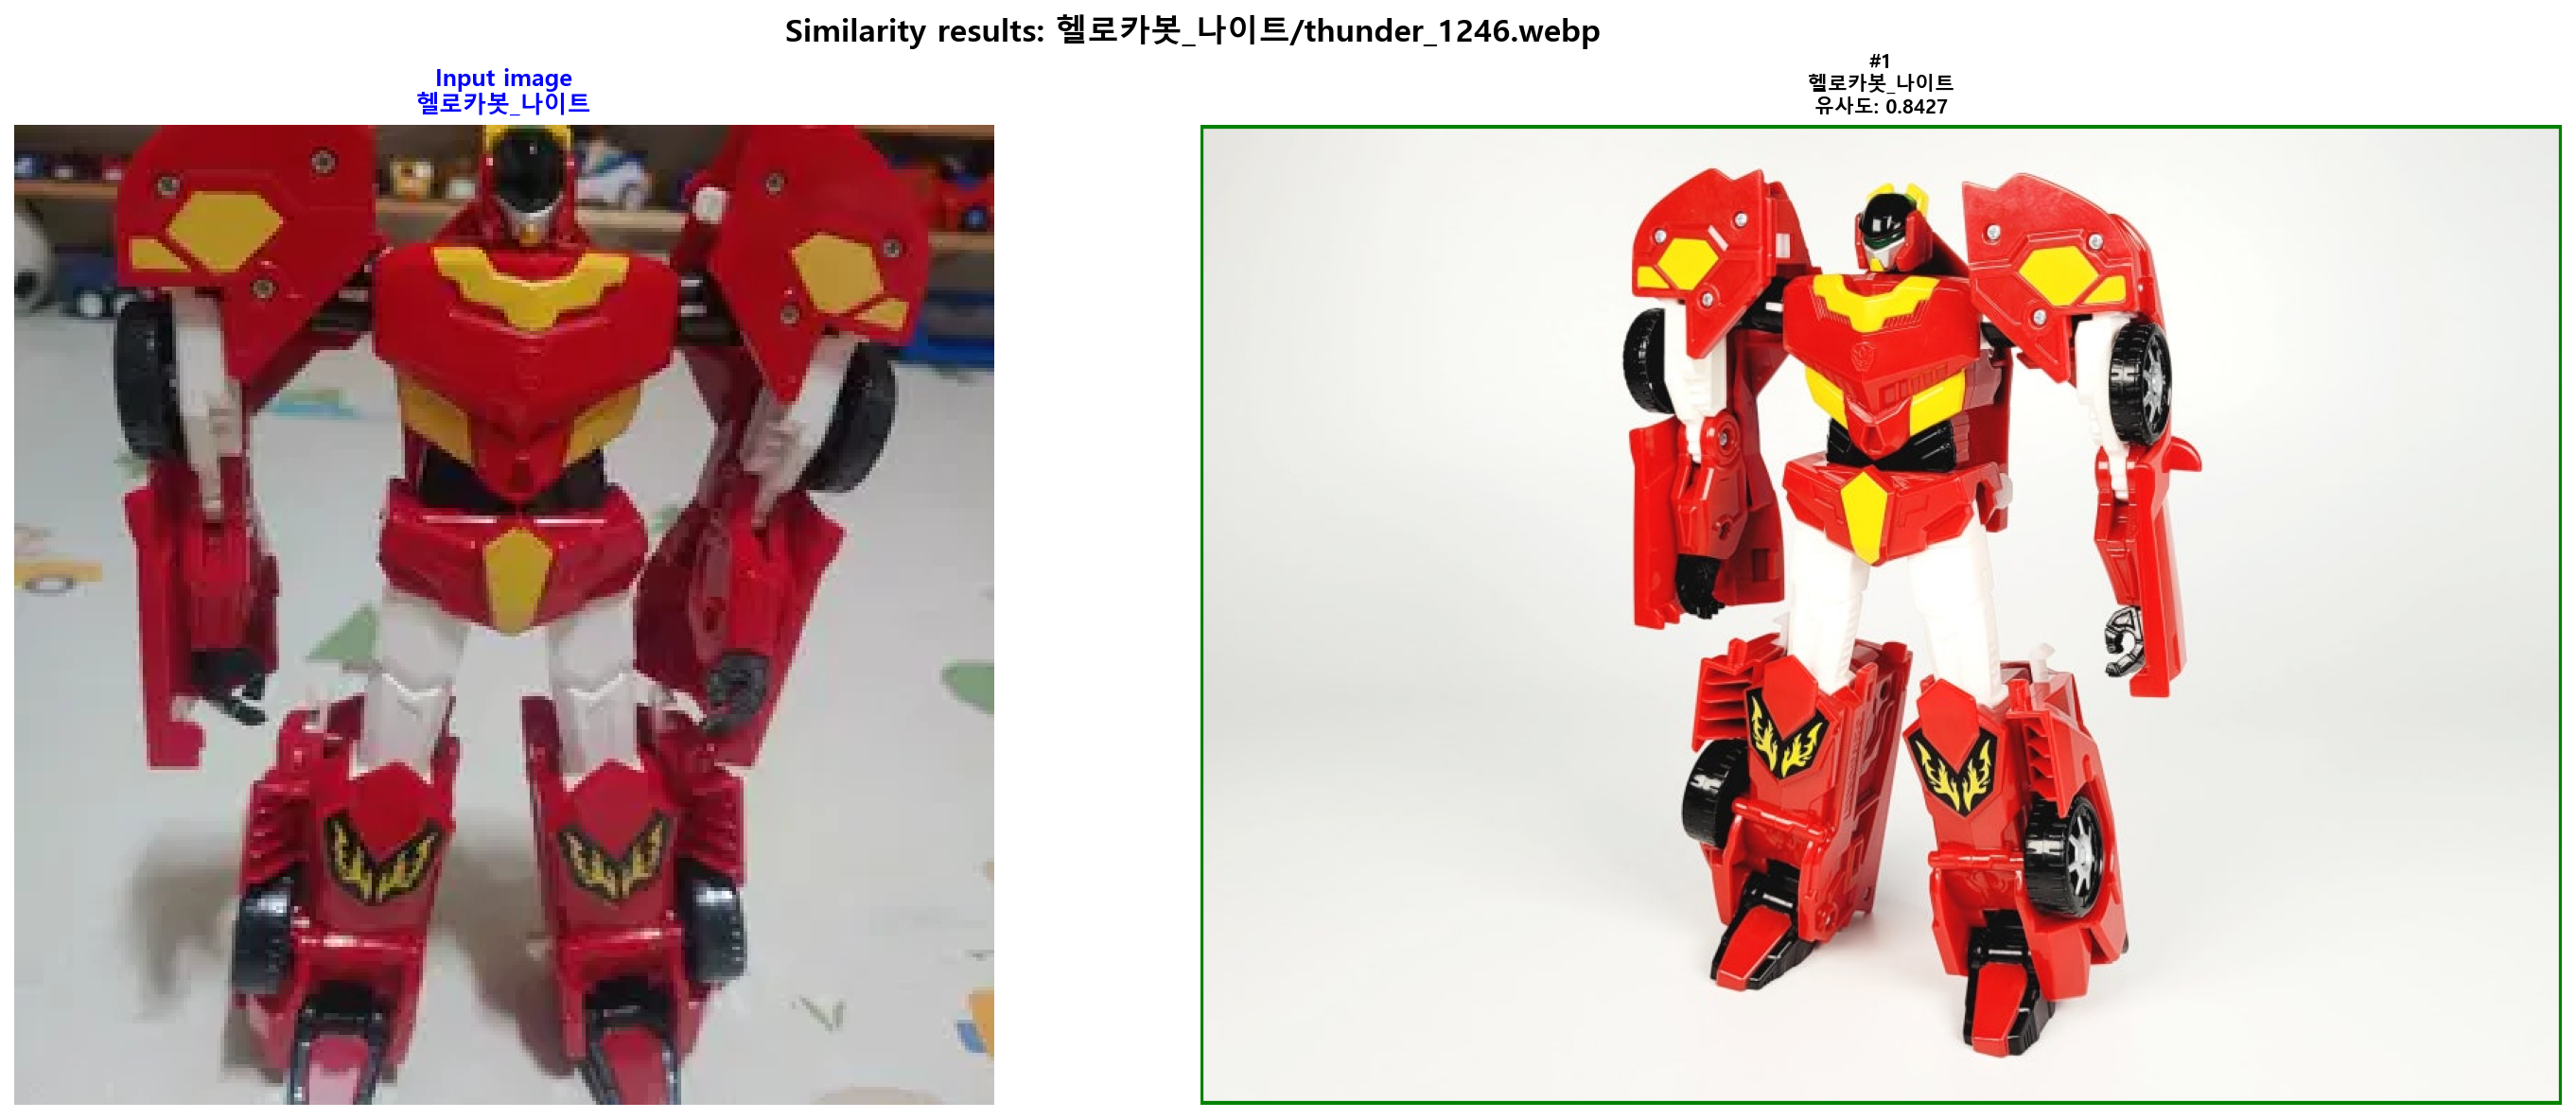 Similarity results: 헬로카봇_나이트/thunder_1246.webp
Input image
헬로카봇_나이트
#1
헬로카봇_나이트
유사도: 0.8427